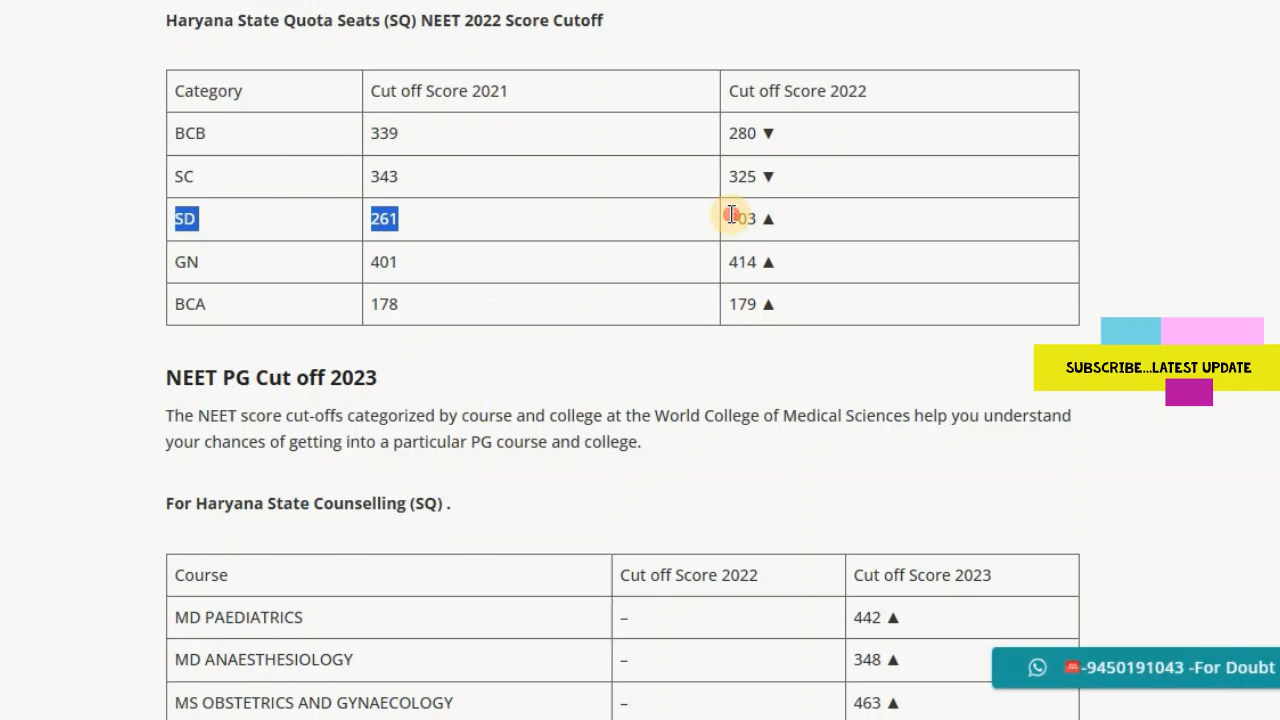 Haryana State Quota Seats (SQ) NEET 2022 Score Cutoff
Category Cut off Score 2021 Cut off Score 2022
BCB 339 280 ▼
SC 343 325 ▼
SD 261 ▲
GN 401 414 ▲
BCA 178 179 ▲
SUBSCRIBE...LATEST UPDATE
NEET PG Cut off 2023
The NEET score cut-offs categorized by course and college at the World College of Medical Sciences help you understand
your chances of getting into a particular PG course and college.
For Haryana State Counselling (SQ) .
Course Cut off Score 2022 Cut off Score 2023
MD PAEDIATRICS – 442 ▲
MD ANAESTHESIOLOGY – 348 ▲
☎-9450191043 -For Doubt
MS OBSTETRICS AND GYNAECOLOGY – 463 ▲